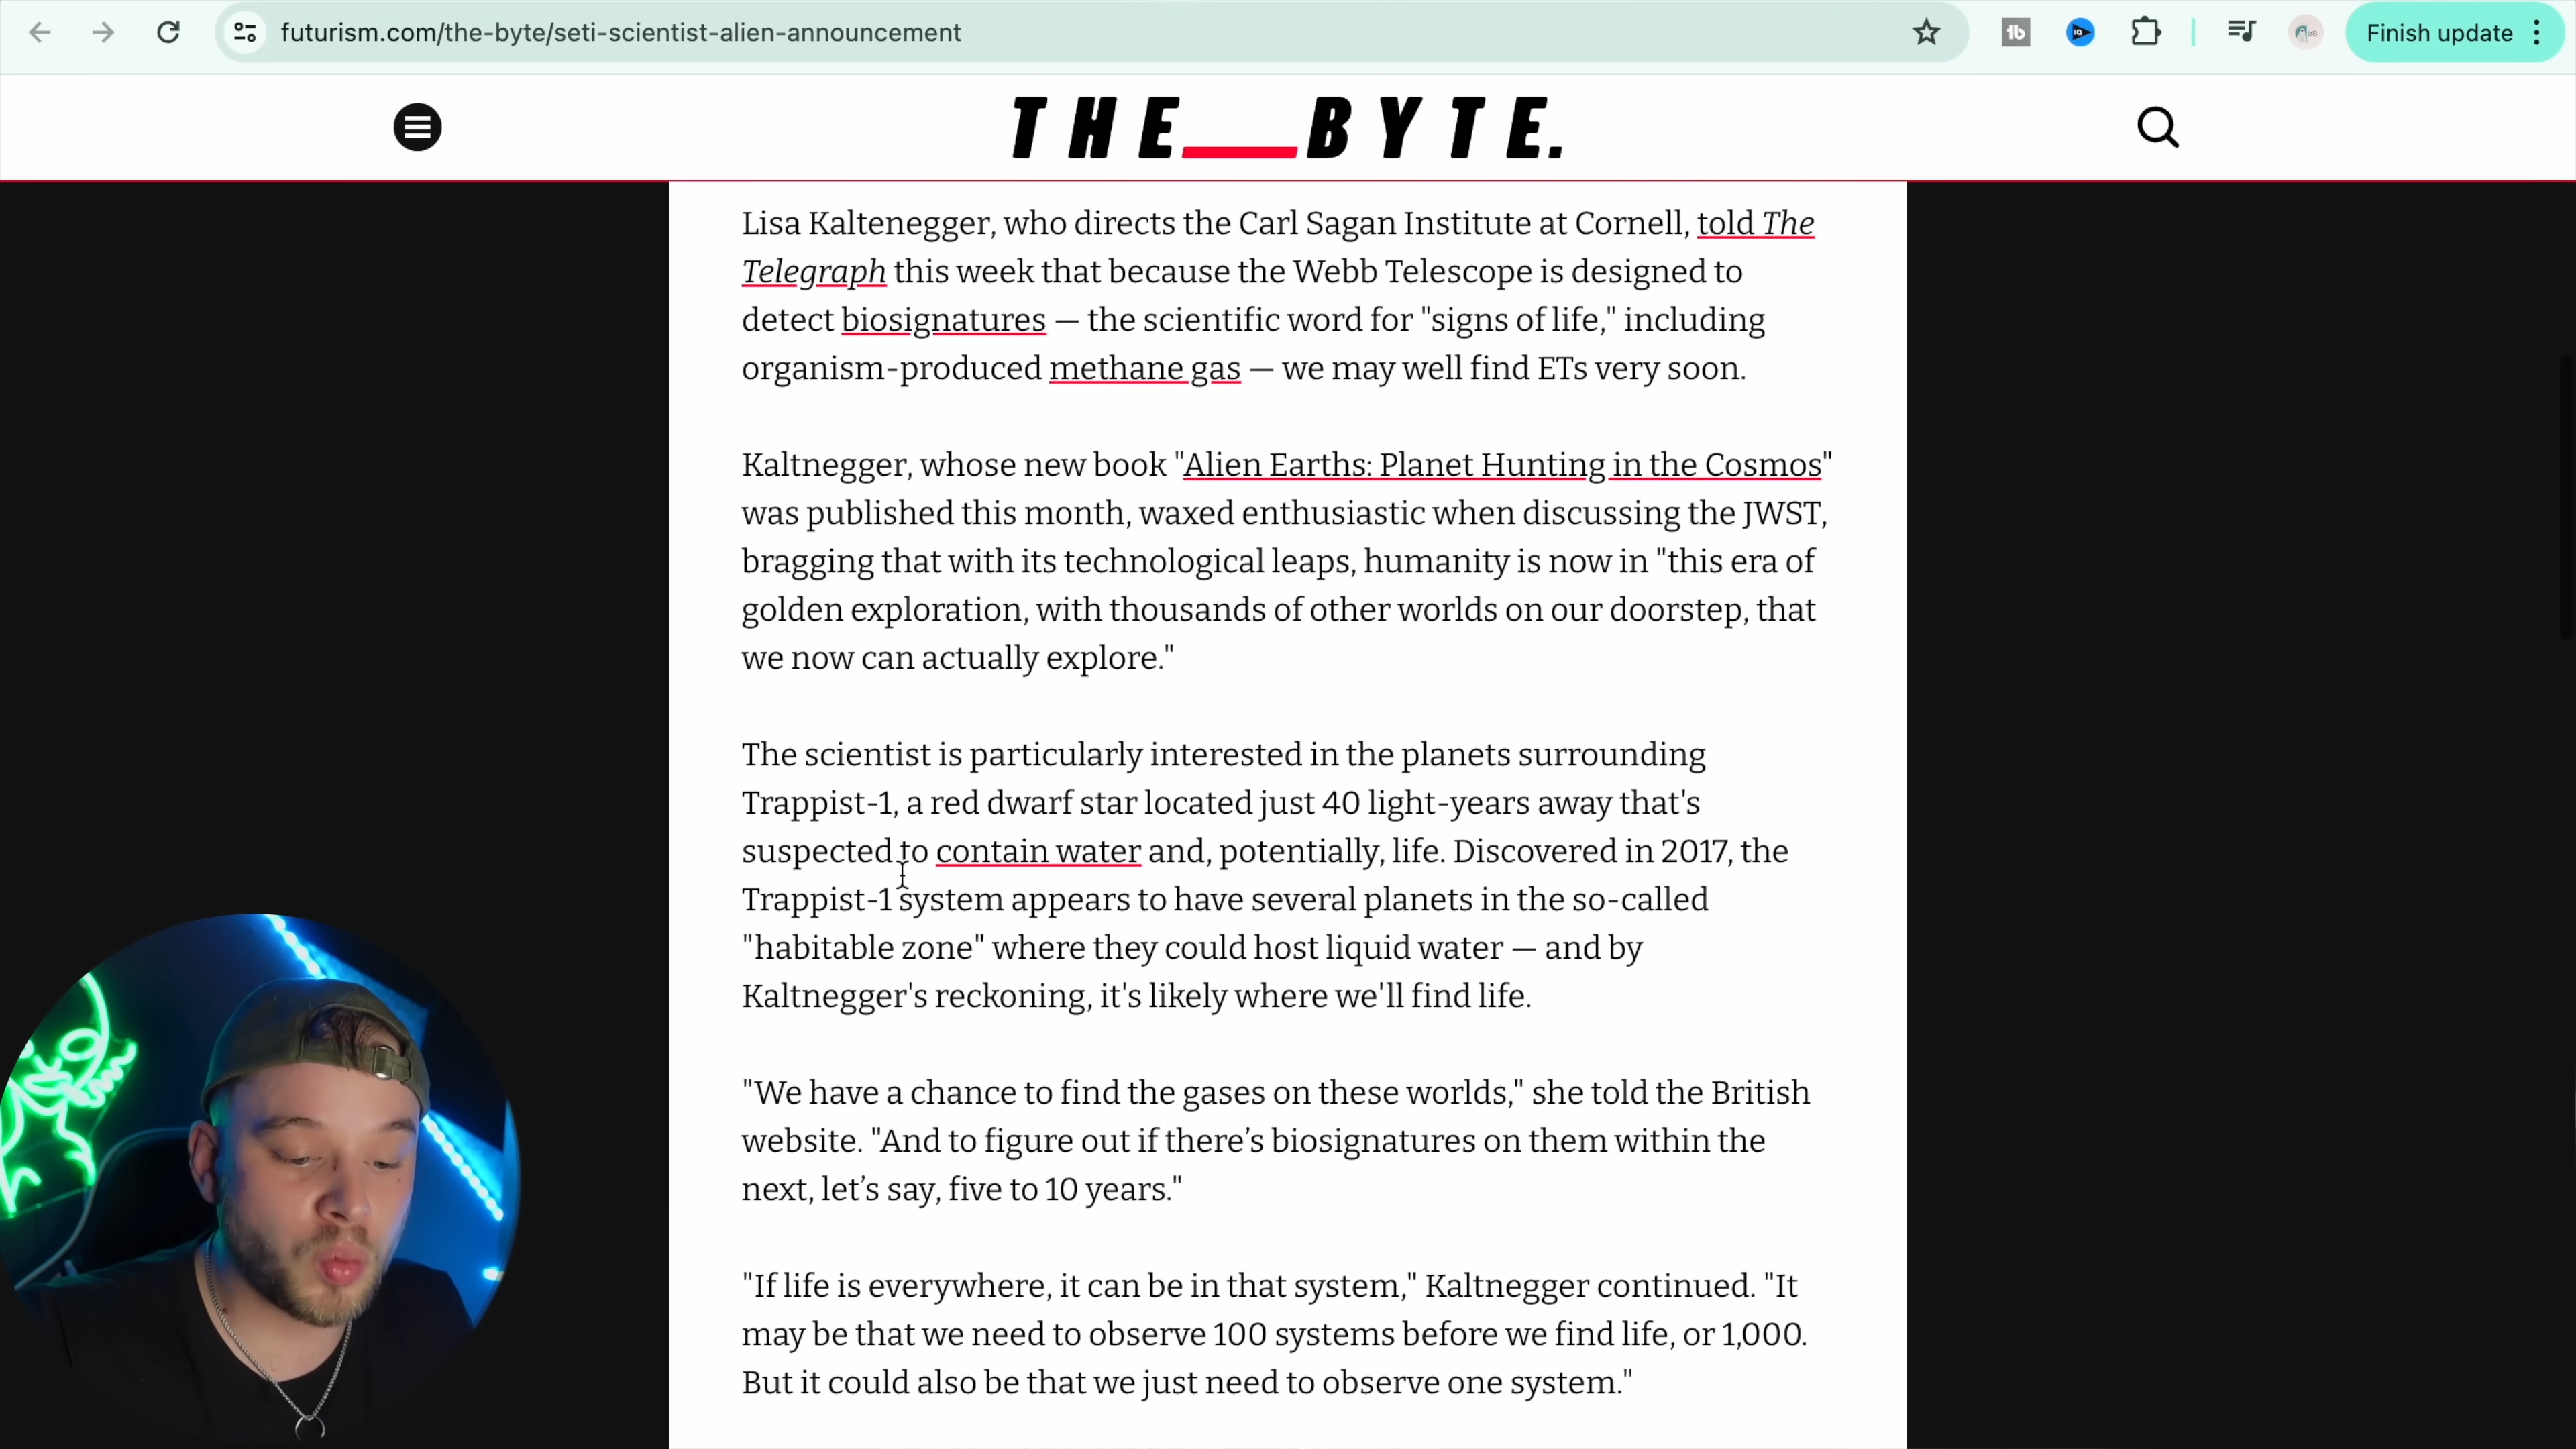 futurism.com/the-byte/seti-scientist-alien-announcement
Finish update
THE__BYTE.
Lisa Kaltenegger, who directs the Carl Sagan Institute at Cornell, told The
Telegraph this week that because the Webb Telescope is designed to
detect biosignatures — the scientific word for "signs of life," including
organism-produced methane gas — we may well find ETs very soon.
Kaltnegger, whose new book "Alien Earths: Planet Hunting in the Cosmos"
was published this month, waxed enthusiastic when discussing the JWST,
bragging that with its technological leaps, humanity is now in "this era of
golden exploration, with thousands of other worlds on our doorstep, that
we now can actually explore."
The scientist is particularly interested in the planets surrounding
Trappist-1, a red dwarf star located just 40 light-years away that's
suspected to contain water and, potentially, life. Discovered in 2017, the
Trappist-1 system appears to have several planets in the so-called
"habitable zone" where they could host liquid water — and by
Kaltnegger's reckoning, it's likely where we'll find life.
"We have a chance to find the gases on these worlds," she told the British
website. "And to figure out if there’s biosignatures on them within the
next, let’s say, five to 10 years."
"If life is everywhere, it can be in that system," Kaltnegger continued. "It
may be that we need to observe 100 systems before we find life, or 1,000.
But it could also be that we just need to observe one system."